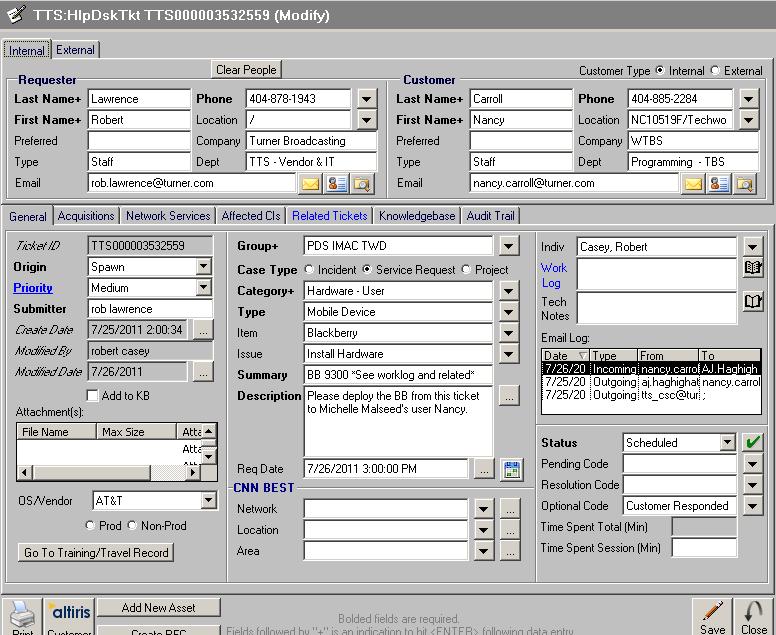 TTS:HlpDskTkt TTS000003532559 (Modify)
Internal External
Clear People
Customer Type Internal External
Requester
Last Name+ Lawrence Phone 404-878-1943
First Name+ Robert Location /
Preferred Company Turner Broadcasting
Type Staff Dept TTS - Vendor & IT
Email rob.lawrence@turner.com
Customer
Last Name+ Carroll Phone 404-885-2284
First Name+ Nancy Location NC10519F/Techwo
Preferred Company WTBS
Type Staff Dept Programming - TBS
Email nancy.carroll@turner.com
General Acquisitions Network Services Affected CIs Related Tickets Knowledgebase Audit Trail
Ticket ID TTS000003532559
Origin Spawn
Priority Medium
Submitter rob lawrence
Create Date 7/25/2011 2:00:34 ...
Modified By robert casey
Modified Date 7/26/2011 ...
Add to KB
Attachment(s):
File Name Max Size Atta
Atta
Atta
OS/Vendor AT&T
Prod Non-Prod
Go To Training/Travel Record
Group+ PDS IMAC TWD
Case Type Incident Service Request Project
Category+ Hardware - User
Type Mobile Device
Item Blackberry
Issue Install Hardware
Summary BB 9300 *See worklog and related*
Description Please deploy the BB from this ticket
to Michelle Malseed's user Nancy.
...
Req Date 7/26/2011 3:00:00 PM ...
CNN BEST
Network ...
Location ...
Area ...
Indiv Casey, Robert
Work
Log
Tech
Notes
Email Log:
Date Type From To
7/26/20 Incoming nancy.carrol AJ.Haghigh
7/25/20 Outgoing aj.haghighat nancy.carrol
7/25/20 Outgoing tts_csc@tur ;
Status Scheduled
Pending Code
Resolution Code
Optional Code Customer Responded
Time Spent Total (Min)
Time Spent Session (Min)
Print
altiris
Customer
Add New Asset
Create RFC
Bolded fields are required.
Fields followed by "+" is an indication to hit <ENTER> following data entry
Save
Close